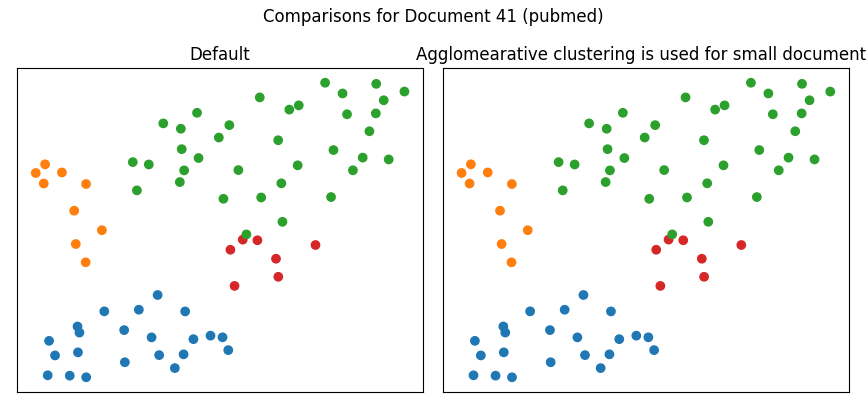 Comparisons for Document 41 (pubmed)
Default
Agglomearative clustering is used for small document